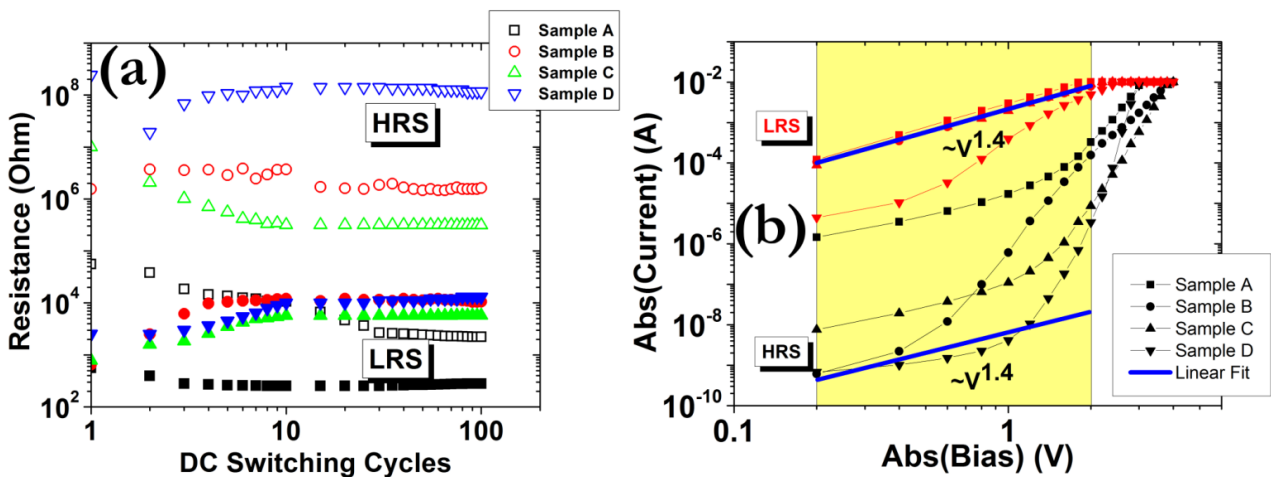 (a)
Sample A
Sample B
Sample C
Sample D
HRS
LRS
10^8
10^6
10^4
10^2
1
10
100
Resistance (Ohm)
DC Switching Cycles
(b)
LRS
~V^1.4
HRS
~V^1.4
10^-2
10^-4
10^-6
10^-8
10^-10
0.1
1
Abs(Current) (A)
Abs(Bias) (V)
Sample A
Sample B
Sample C
Sample D
Linear Fit